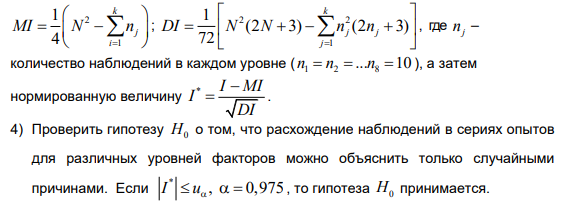 $MI = \frac{1}{4}\left(N^2 - \sum_{i=1}^{k} n_j\right)$; $DI = \frac{1}{72}\left[N^2(2N+3) - \sum_{j=1}^{k} n_j^2(2n_j+3)\right]$, где $n_j$ –
количество наблюдений в каждом уровне ($n_1 = n_2 = ...n_8 = 10$), а затем
нормированную величину $I^* = \frac{I - MI}{\sqrt{DI}}$.
4) Проверить гипотезу $H_0$ о том, что расхождение наблюдений в сериях опытов
для различных уровней факторов можно объяснить только случайными
причинами. Если $|I^*| \leq u_\alpha$, $\alpha = 0,975$, то гипотеза $H_0$ принимается.